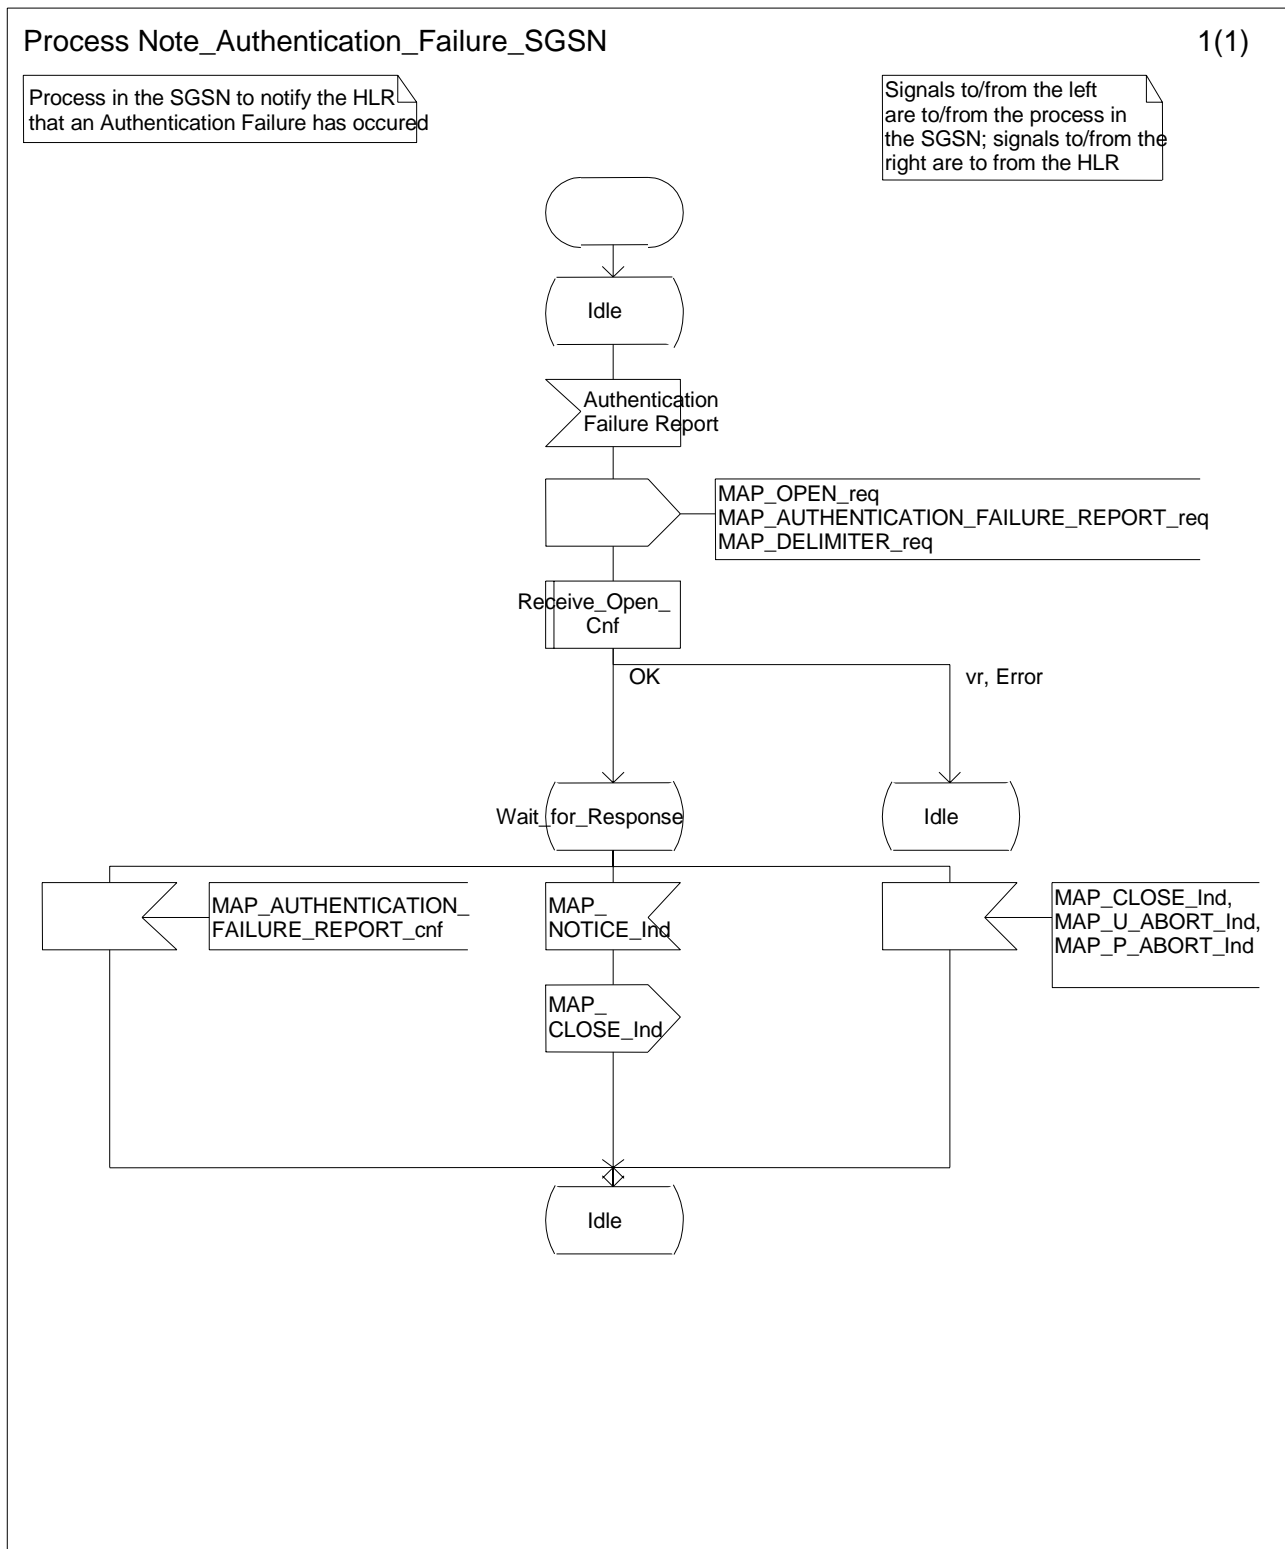 Process Note_Authentication_Failure_SGSN
1(1)
Process in the SGSN to notify the HLR
that an Authentication Failure has occured
Signals to/from the left
are to/from the process in
the SGSN; signals to/from the
right are to from the HLR
Idle
Authentication
Failure Report
MAP_OPEN_req
MAP_AUTHENTICATION_FAILURE_REPORT_req
MAP_DELIMITER_req
Receive_Open_
Cnf
OK
vr, Error
Wait_for_Response
Idle
MAP_AUTHENTICATION_
FAILURE_REPORT_cnf
MAP_
NOTICE_Ind
MAP_CLOSE_Ind,
MAP_U_ABORT_Ind,
MAP_P_ABORT_Ind
MAP_
CLOSE_Ind
Idle